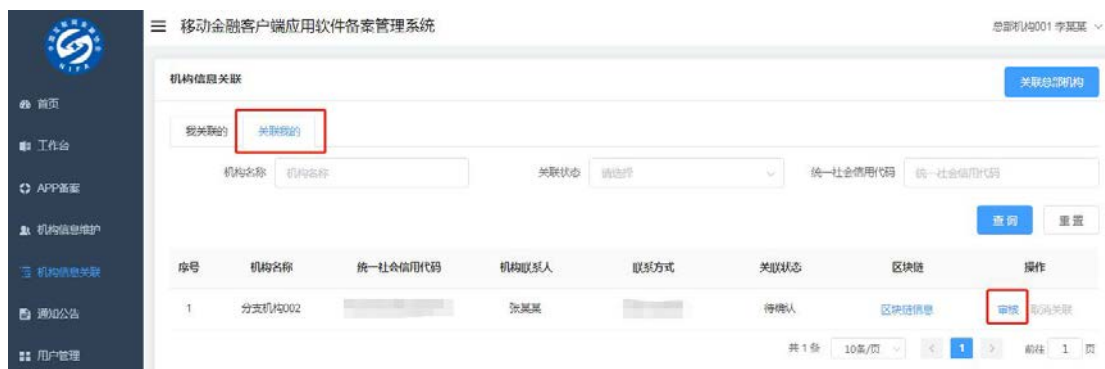 移动金融客户端应用软件备案管理系统
总部机构001 李某某
NIFA
首页
工作台
APP备案
机构信息维护
机构信息关联
通知公告
用户管理
机构信息关联
关联总部机构
我关联的 关联我的
机构名称 机构名称 关联状态 请选择 统一社会信用代码 统一社会信用代码
查询 重置
序号 机构名称 统一社会信用代码 机构联系人 联系方式 关联状态 区块链 操作
1 分支机构002 张某某 待确认 区块链信息 审核 取消关联
共1条 10条/页 1 前往 1 页